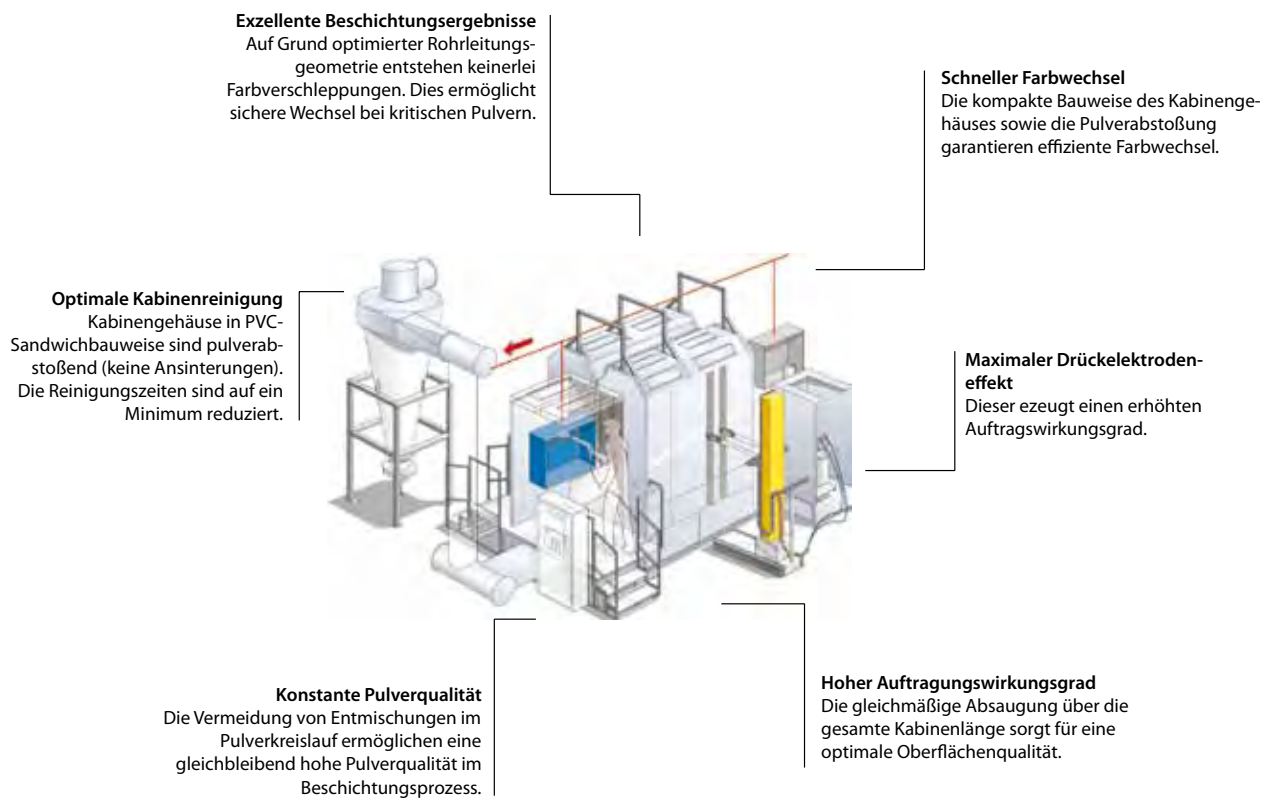 Exzellente Beschichtungsergebnisse
Auf Grund optimierter Rohrleitungs-
geometrie entstehen keinerlei
Farbverschleppungen. Dies ermöglicht
sichere Wechsel bei kritischen Pulvern.
Schneller Farbwechsel
Die kompakte Bauweise des Kabinenge-
häuses sowie die Pulverabstoßung
garantieren effiziente Farbwechsel.
Optimale Kabinenreinigung
Kabinengehäuse in PVC-
Sandwichbauweise sind pulverab-
stoßend (keine Ansinterungen).
Die Reinigungszeiten sind auf ein
Minimum reduziert.
Maximaler Drückelektroden-
effekt
Dieser ezeugt einen erhöhten
Auftragswirkungsgrad.
Konstante Pulverqualität
Die Vermeidung von Entmischungen im
Pulverkreislauf ermöglichen eine
gleichbleibend hohe Pulverqualität im
Beschichtungsprozess.
Hoher Auftragungswirkungsgrad
Die gleichmäßige Absaugung über die
gesamte Kabinenlänge sorgt für eine
optimale Oberflächenqualität.